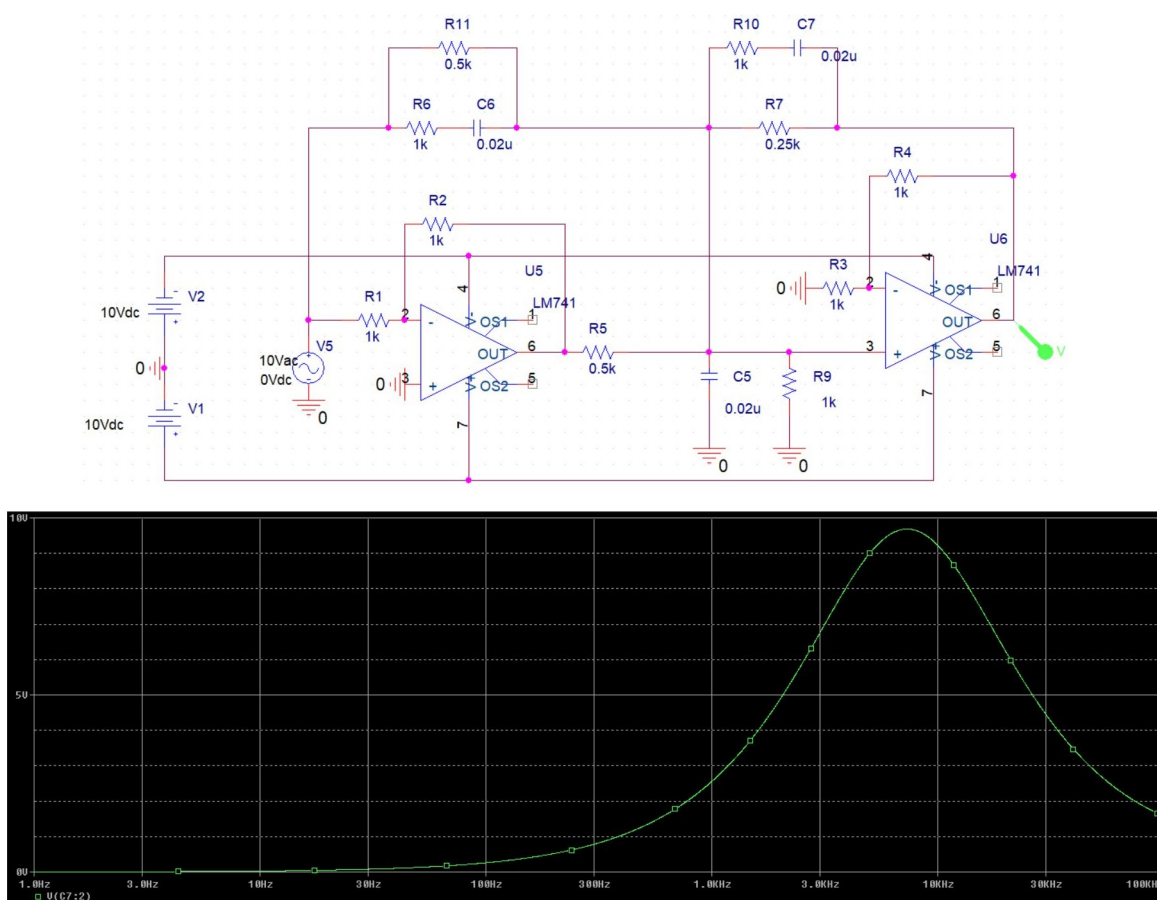 R11
0.5k
R6
C6
1k
0.02u
R10
C7
1k
0.02u
R7
0.25k
R4
1k
R2
1k
U6
LM741
4
V-
1
OS1
R3
0
1k
2
-
OUT
6
V
3
+
5
OS2
V+
7
U5
LM741
4
V-
1
OS1
V2
10Vdc
R1
1k
2
-
OUT
6
R5
0.5k
V5
10Vac
0Vdc
0
0
3
+
5
OS2
V+
7
0
V1
10Vdc
C5
0.02u
R9
1k
0
0
10V
5V
0V
1.0Hz
3.0Hz
10Hz
30Hz
100Hz
300Hz
1.0KHz
3.0KHz
10KHz
30KHz
100KH
V(C7:2)